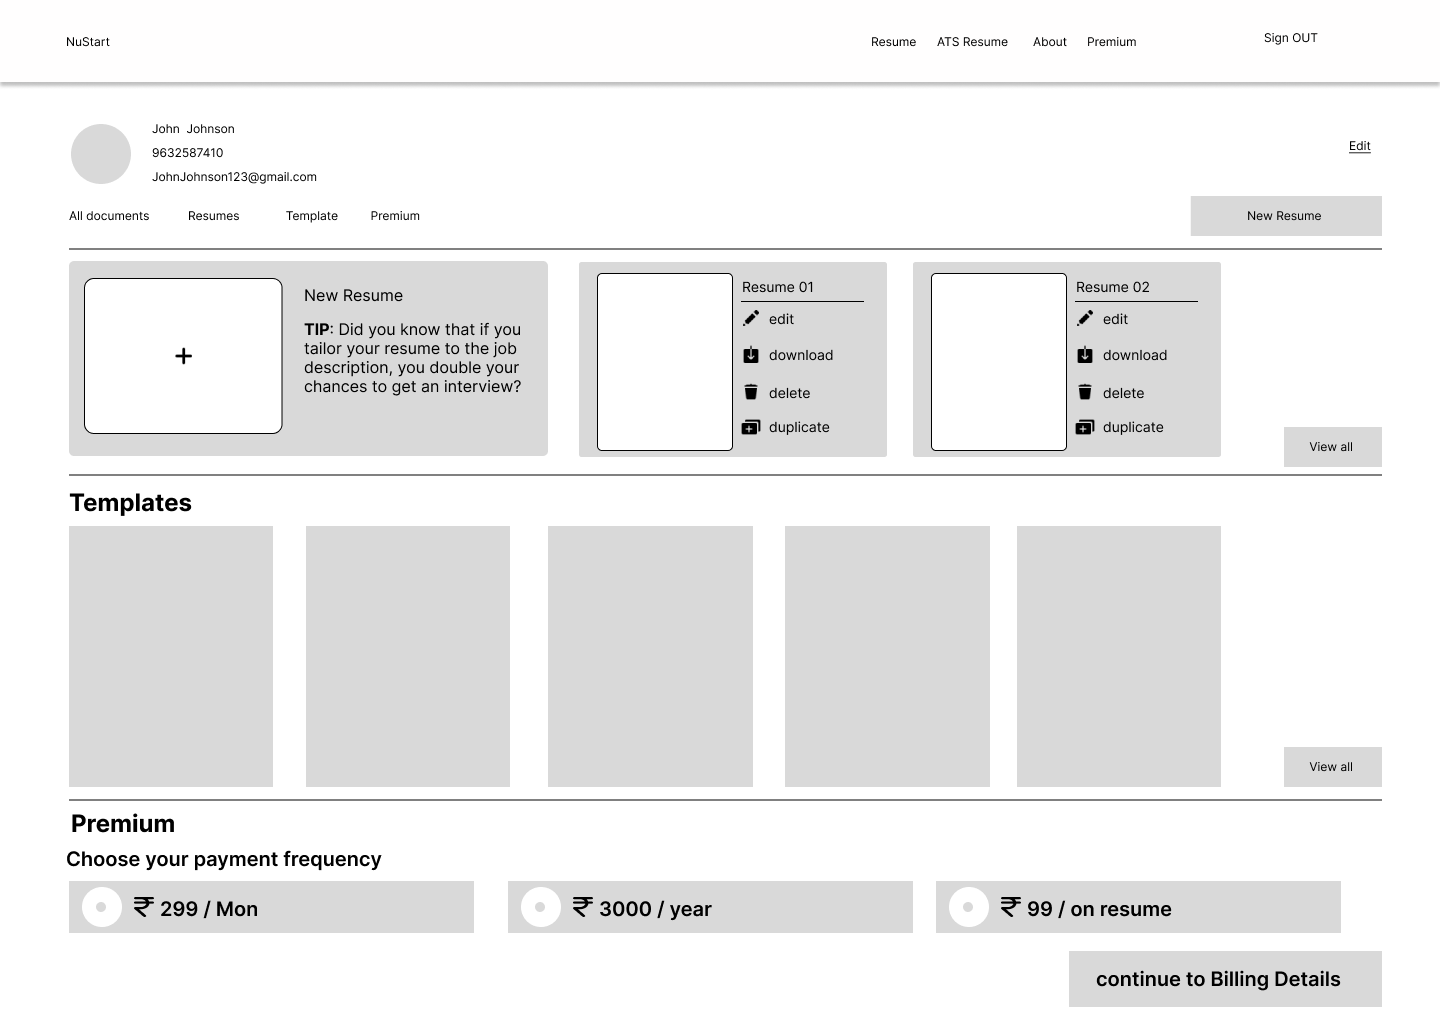 NuStart
Resume
ATS Resume
About
Premium
Sign OUT
John Johnson
9632587410
JohnJohnson123@gmail.com
Edit
All documents
Resumes
Template
Premium
New Resume
+
New Resume
TIP: Did you know that if you
tailor your resume to the job
description, you double your
chances to get an interview?
Resume 01
edit
download
delete
duplicate
Resume 02
edit
download
delete
duplicate
View all
Templates
View all
Premium
Choose your payment frequency
₹ 299 / Mon
₹ 3000 / year
₹ 99 / on resume
continue to Billing Details